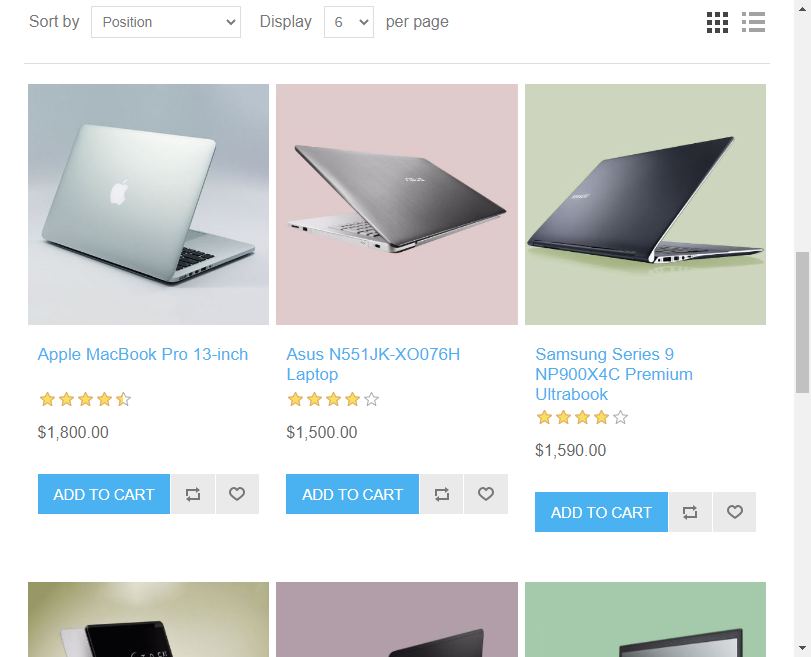 Sort by Position Display 6 per page
Apple MacBook Pro 13-inch
$1,800.00
ADD TO CART
ASUS
Asus N551JK-XO076H
Laptop
$1,500.00
ADD TO CART
Samsung Series 9
NP900X4C Premium
Ultrabook
$1,590.00
ADD TO CART